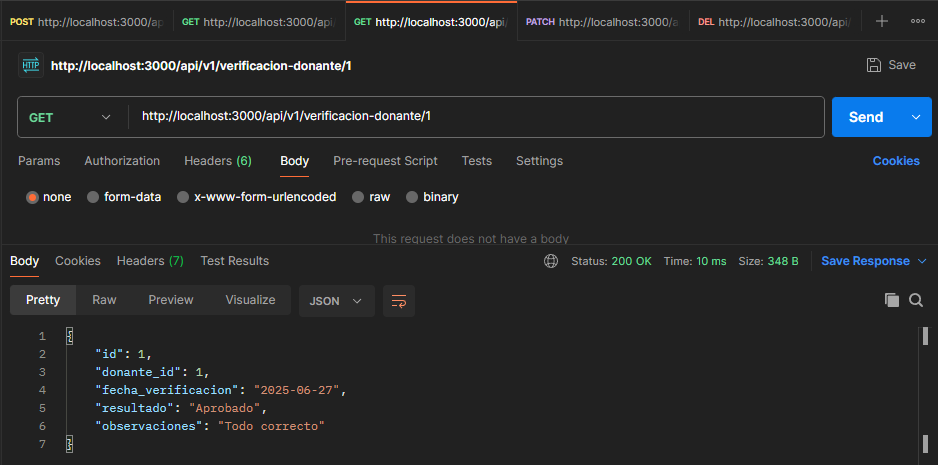 POST http://localhost:3000/ap
GET http://localhost:3000/api/
GET http://localhost:3000/api/
PATCH http://localhost:3000/a
DEL http://localhost:3000/api/
HTTP http://localhost:3000/api/v1/verificacion-donante/1
Save
GET http://localhost:3000/api/v1/verificacion-donante/1
Send
Params Authorization Headers (6) Body Pre-request Script Tests Settings Cookies
none form-data x-www-form-urlencoded raw binary
This request does not have a body
Body Cookies Headers (7) Test Results Status: 200 OK Time: 10 ms Size: 348 B Save Response
Pretty Raw Preview Visualize JSON
1 {
2 "id": 1,
3 "donante_id": 1,
4 "fecha_verificacion": "2025-06-27",
5 "resultado": "Aprobado",
6 "observaciones": "Todo correcto"
7 }